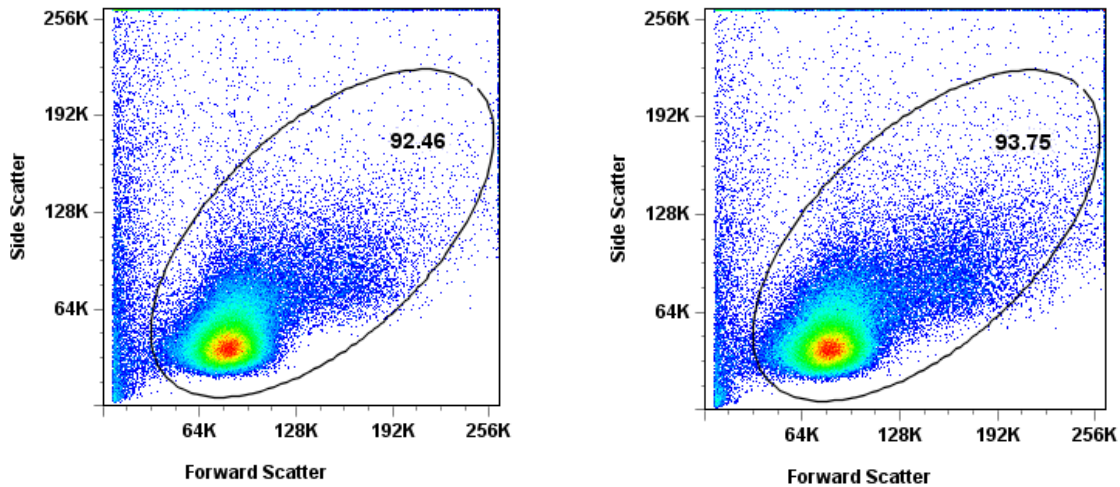 256K
192K
128K
64K
Side Scatter
92.46
64K 128K 192K 256K
Forward Scatter
256K
192K
128K
64K
Side Scatter
93.75
64K 128K 192K 256K
Forward Scatter